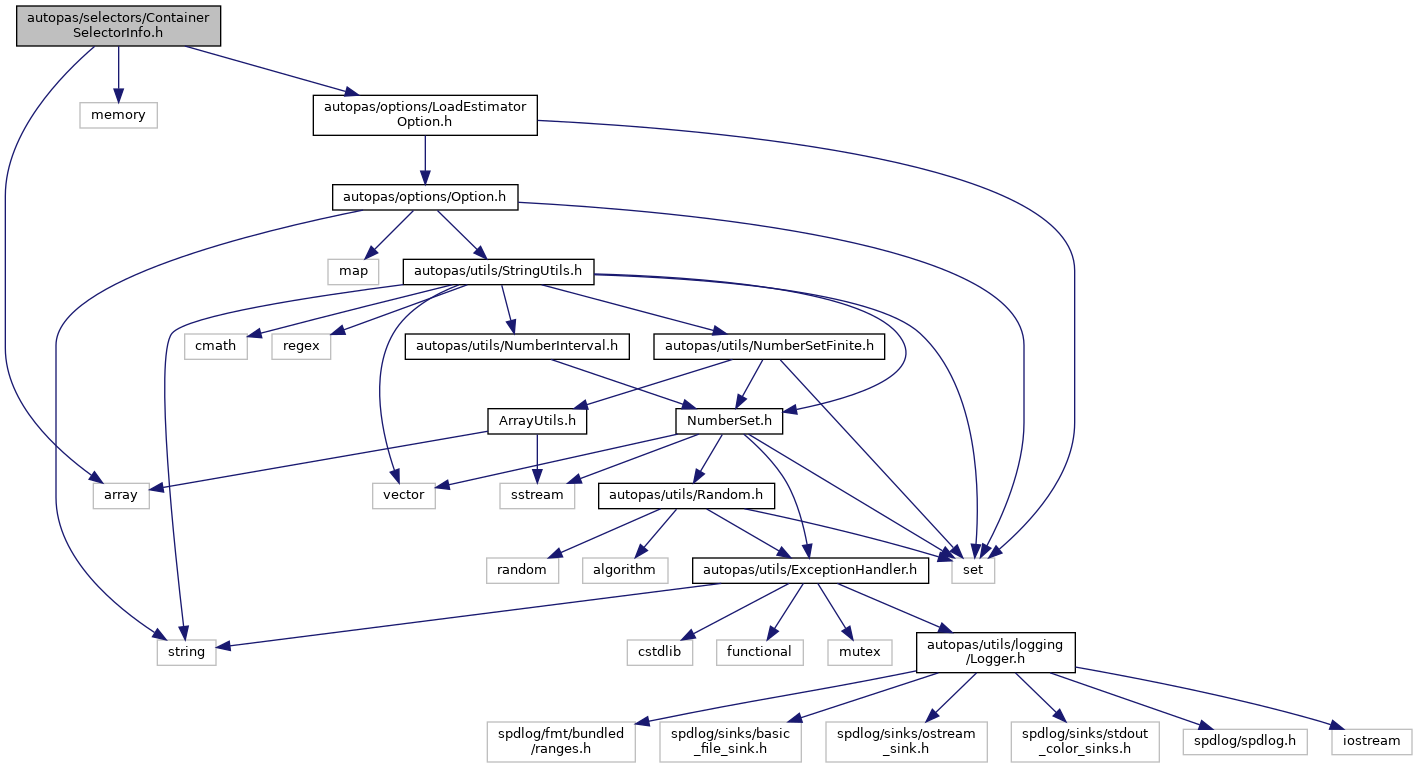 autopas/selectors/Container
SelectorInfo.h
memory
autopas/options/LoadEstimator
Option.h
autopas/options/Option.h
map
autopas/utils/StringUtils.h
cmath
regex
autopas/utils/NumberInterval.h
autopas/utils/NumberSetFinite.h
ArrayUtils.h
NumberSet.h
array
vector
sstream
autopas/utils/Random.h
random
algorithm
autopas/utils/ExceptionHandler.h
set
string
cstdlib
functional
mutex
autopas/utils/logging
/Logger.h
spdlog/fmt/bundled
/ranges.h
spdlog/sinks/basic
_file_sink.h
spdlog/sinks/ostream
_sink.h
spdlog/sinks/stdout
_color_sinks.h
spdlog/spdlog.h
iostream